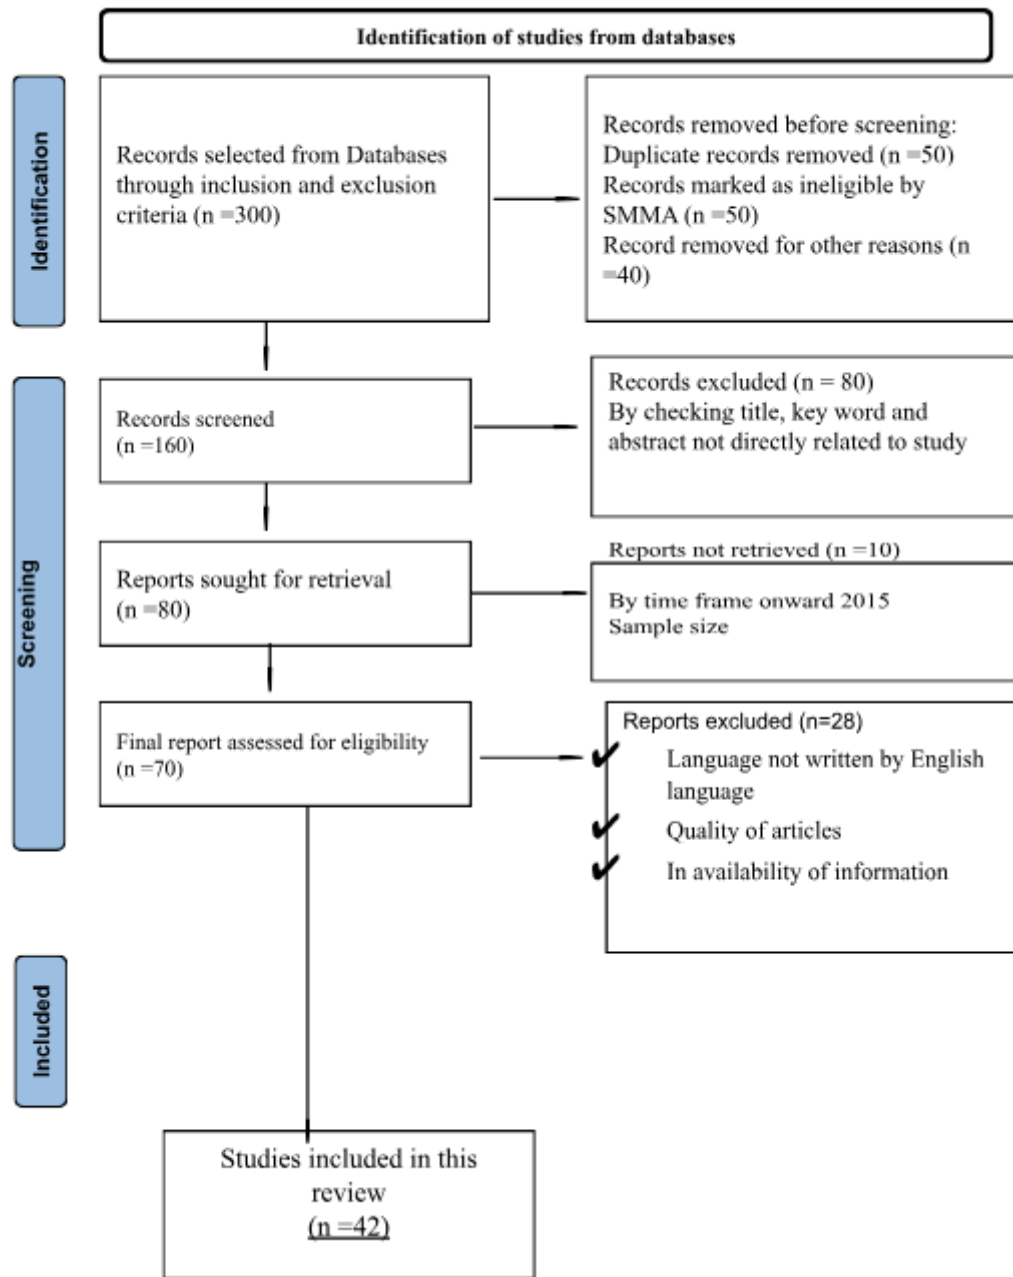 Identification of studies from databases
Identification
Records selected from Databases
through inclusion and exclusion
criteria (n =300)
Records removed before screening:
Duplicate records removed (n =50)
Records marked as ineligible by
SMMA (n =50)
Record removed for other reasons (n
=40)
Screening
Records screened
(n =160)
Records excluded (n = 80)
By checking title, key word and
abstract not directly related to study
Reports sought for retrieval
(n =80)
Reports not retrieved (n =10)
By time frame onward 2015
Sample size
Final report assessed for eligibility
(n =70)
Reports excluded (n=28)
✔ Language not written by English
language
✔ Quality of articles
✔ In availability of information
Included
Studies included in this
review
(n =42)